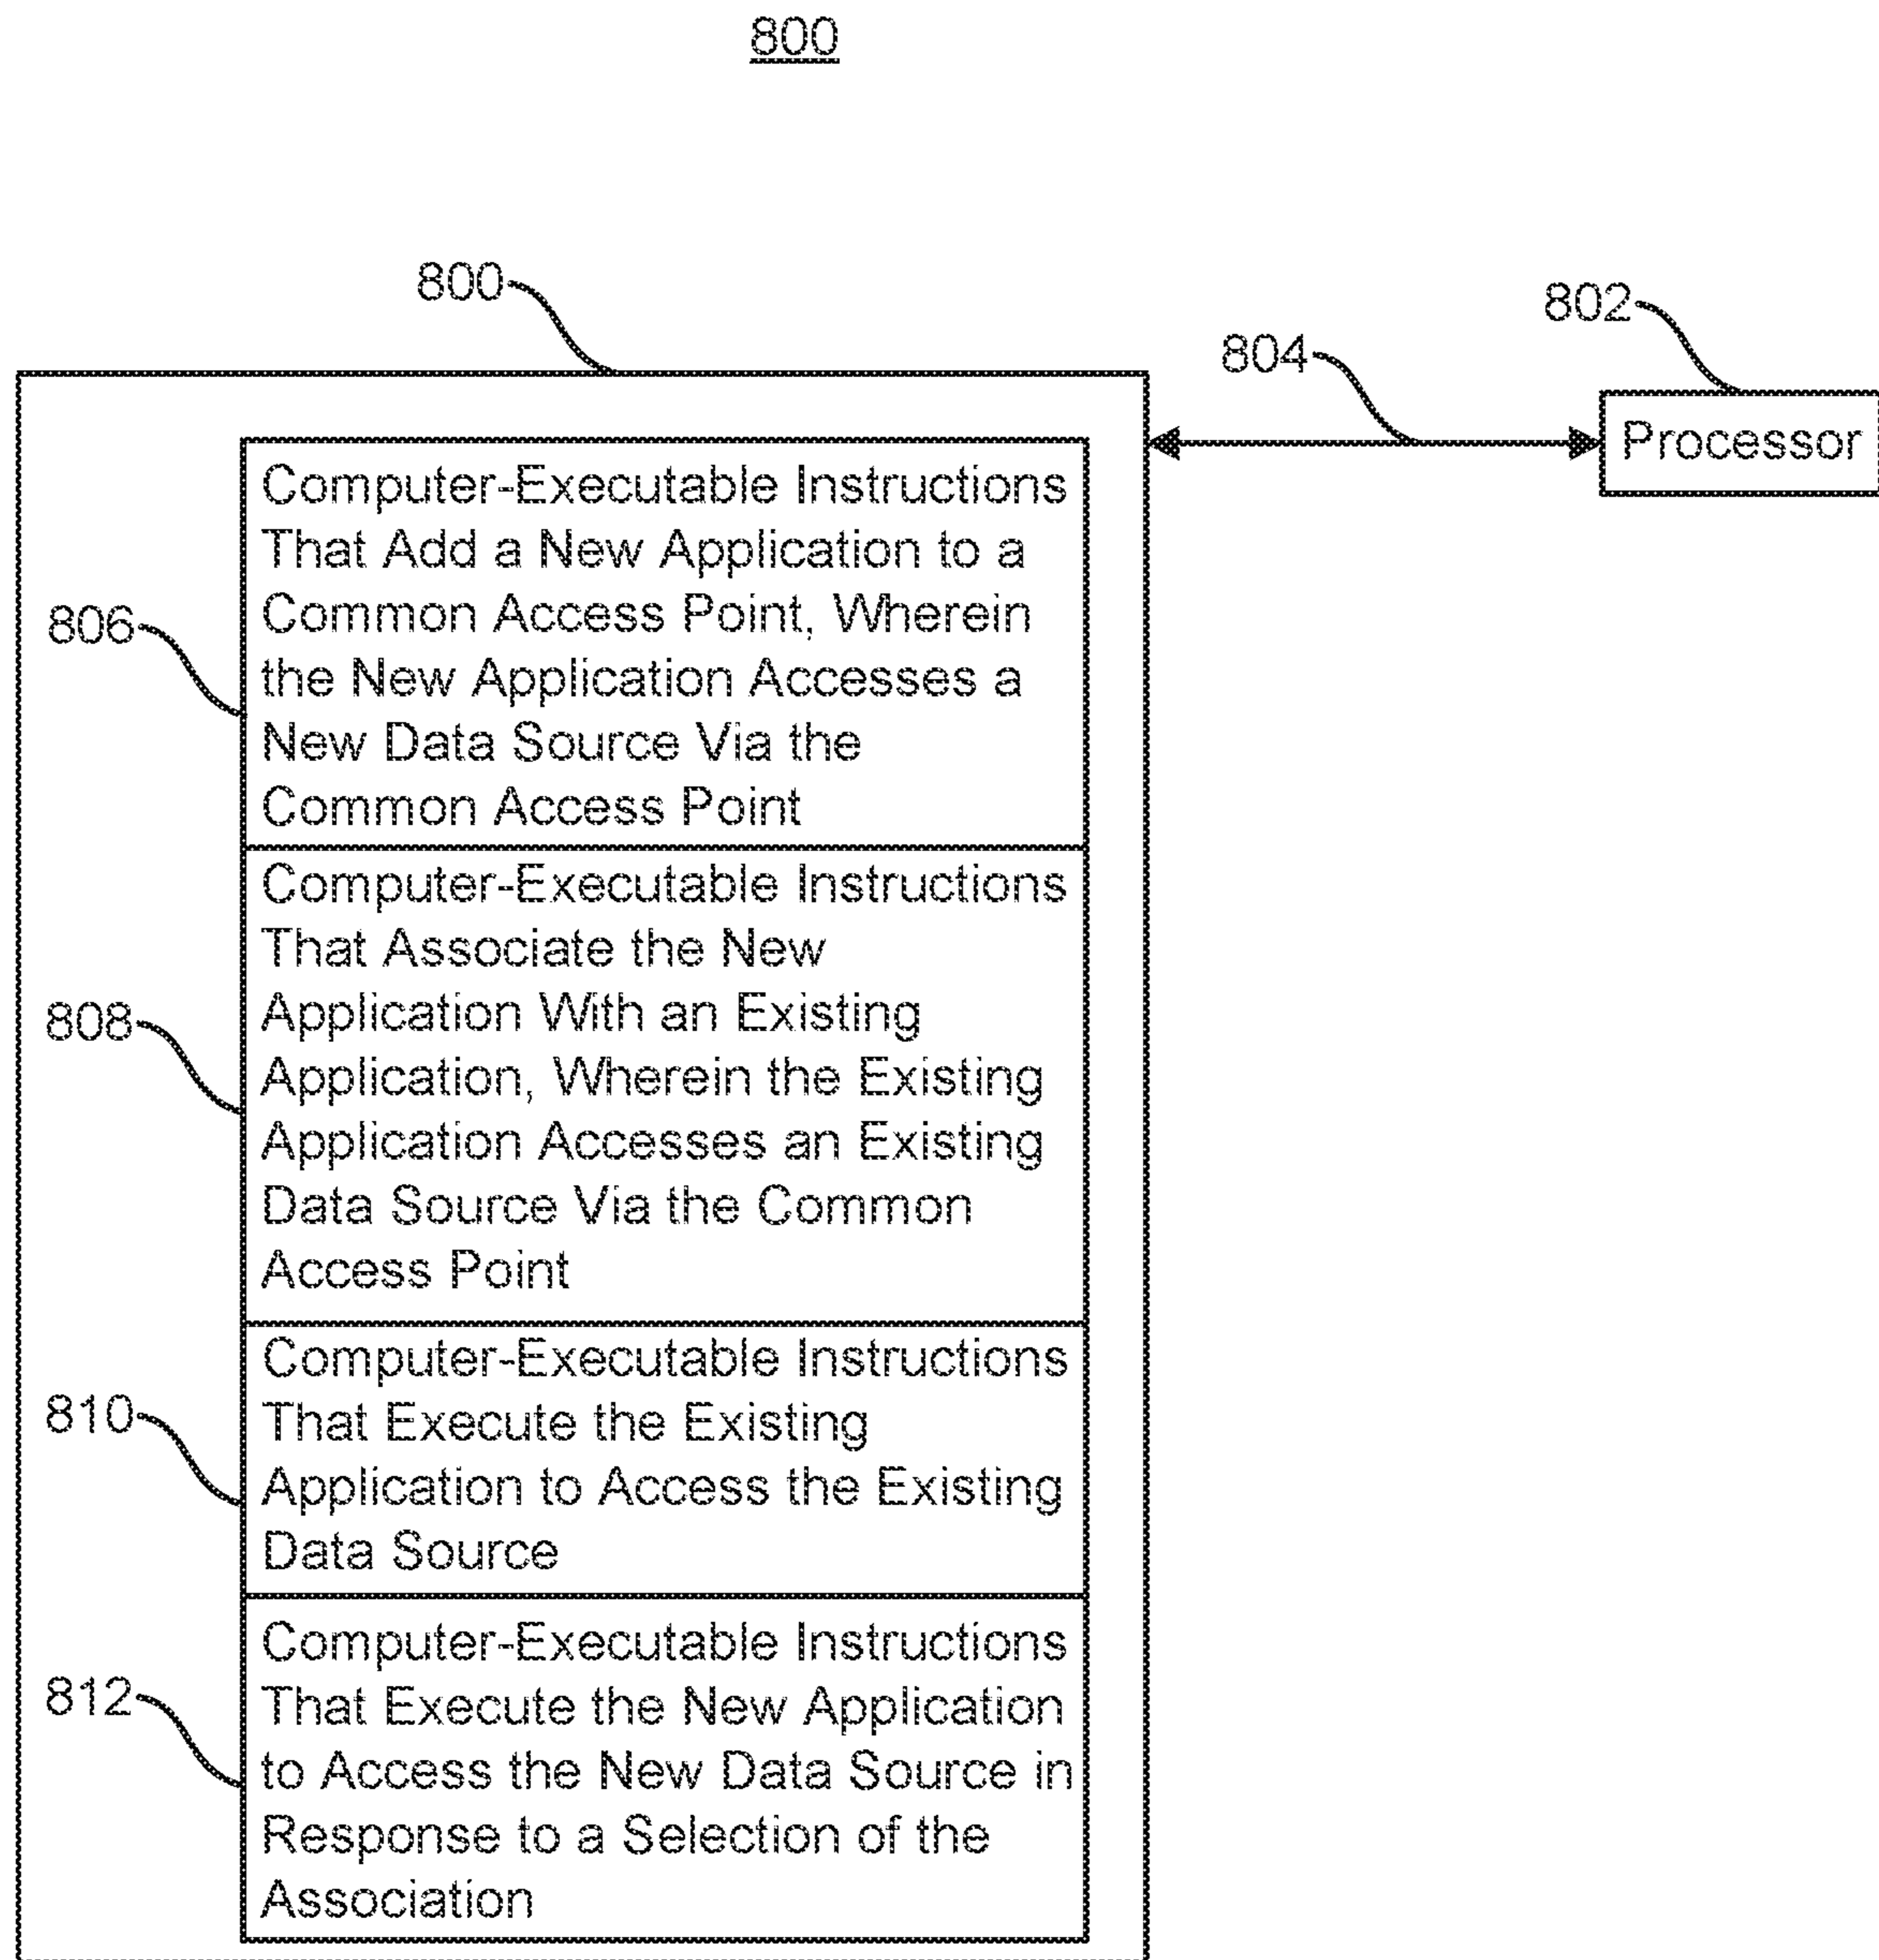 800
800
802
804
Processor
806
Computer-Executable Instructions
That Add a New Application to a
Common Access Point, Wherein
the New Application Accesses a
New Data Source Via the
Common Access Point
808
Computer-Executable Instructions
That Associate the New
Application With an Existing
Application, Wherein the Existing
Application Accesses an Existing
Data Source Via the Common
Access Point
810
Computer-Executable Instructions
That Execute the Existing
Application to Access the Existing
Data Source
812
Computer-Executable Instructions
That Execute the New Application
to Access the New Data Source in
Response to a Selection of the
Association